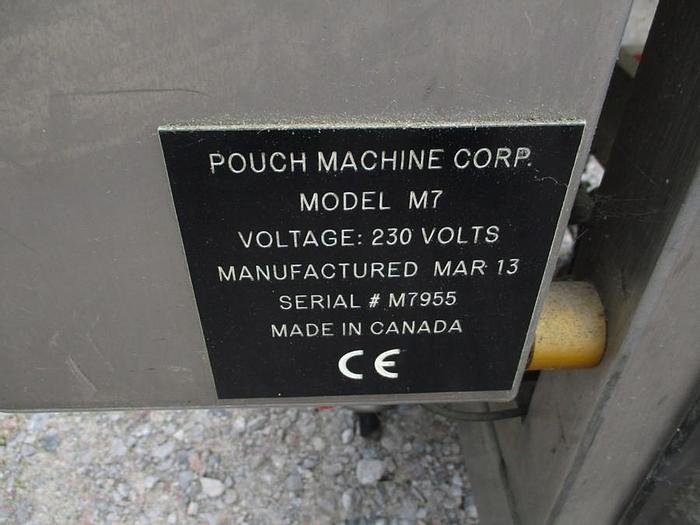 POUCH MACHINE CORP.
MODEL M7
VOLTAGE: 230 VOLTS
MANUFACTURED MAR 13
SERIAL # M7955
MADE IN CANADA
CE